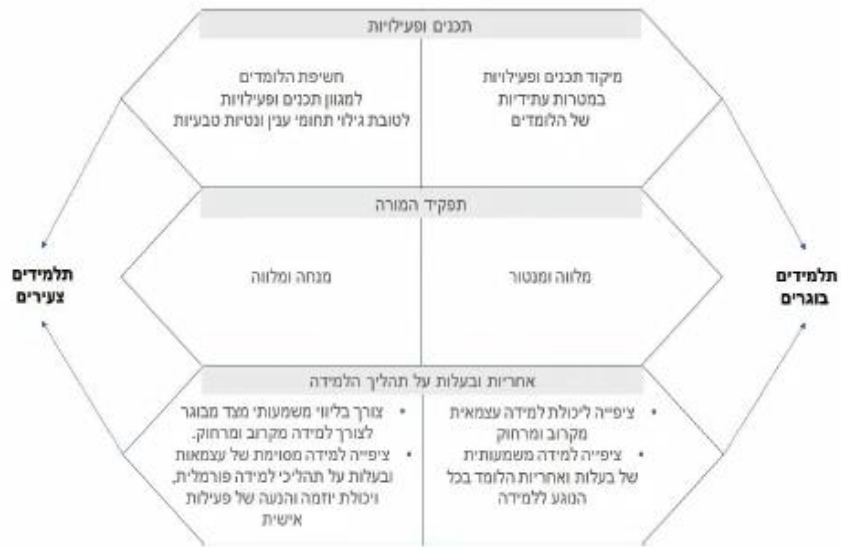 תכנים ופעילויות
מיקוד תכנים ופעילויות
במטרות עתידיות
של הלומדים
חשיפת הלומדים
למגוון תכנים ופעילויות
לטובת גילוי תחומי ענין ונטיות טבעיות
תפקיד המורה
תלמידים
בוגרים
מלווה ומנטור
מנחה ומלווה
תלמידים
צעירים
אחריות ובעלות על תהליך הלמידה
• ציפייה ליכולת למידה עצמאית
מקרוב ומרחוק
• ציפייה למידה משמעותית
של בעלות ואחריות הלומד בכל
הנוגע ללמידה
• צורך בליווי משמעותי מצד מבוגר
לצורך למידה מקרוב ומרחוק.
• ציפייה למידה מסוימת של עצמאות
ובעלות על תהליכי למידה פורמלית,
ויכולת יוזמה והנעה של פעילות
אישית